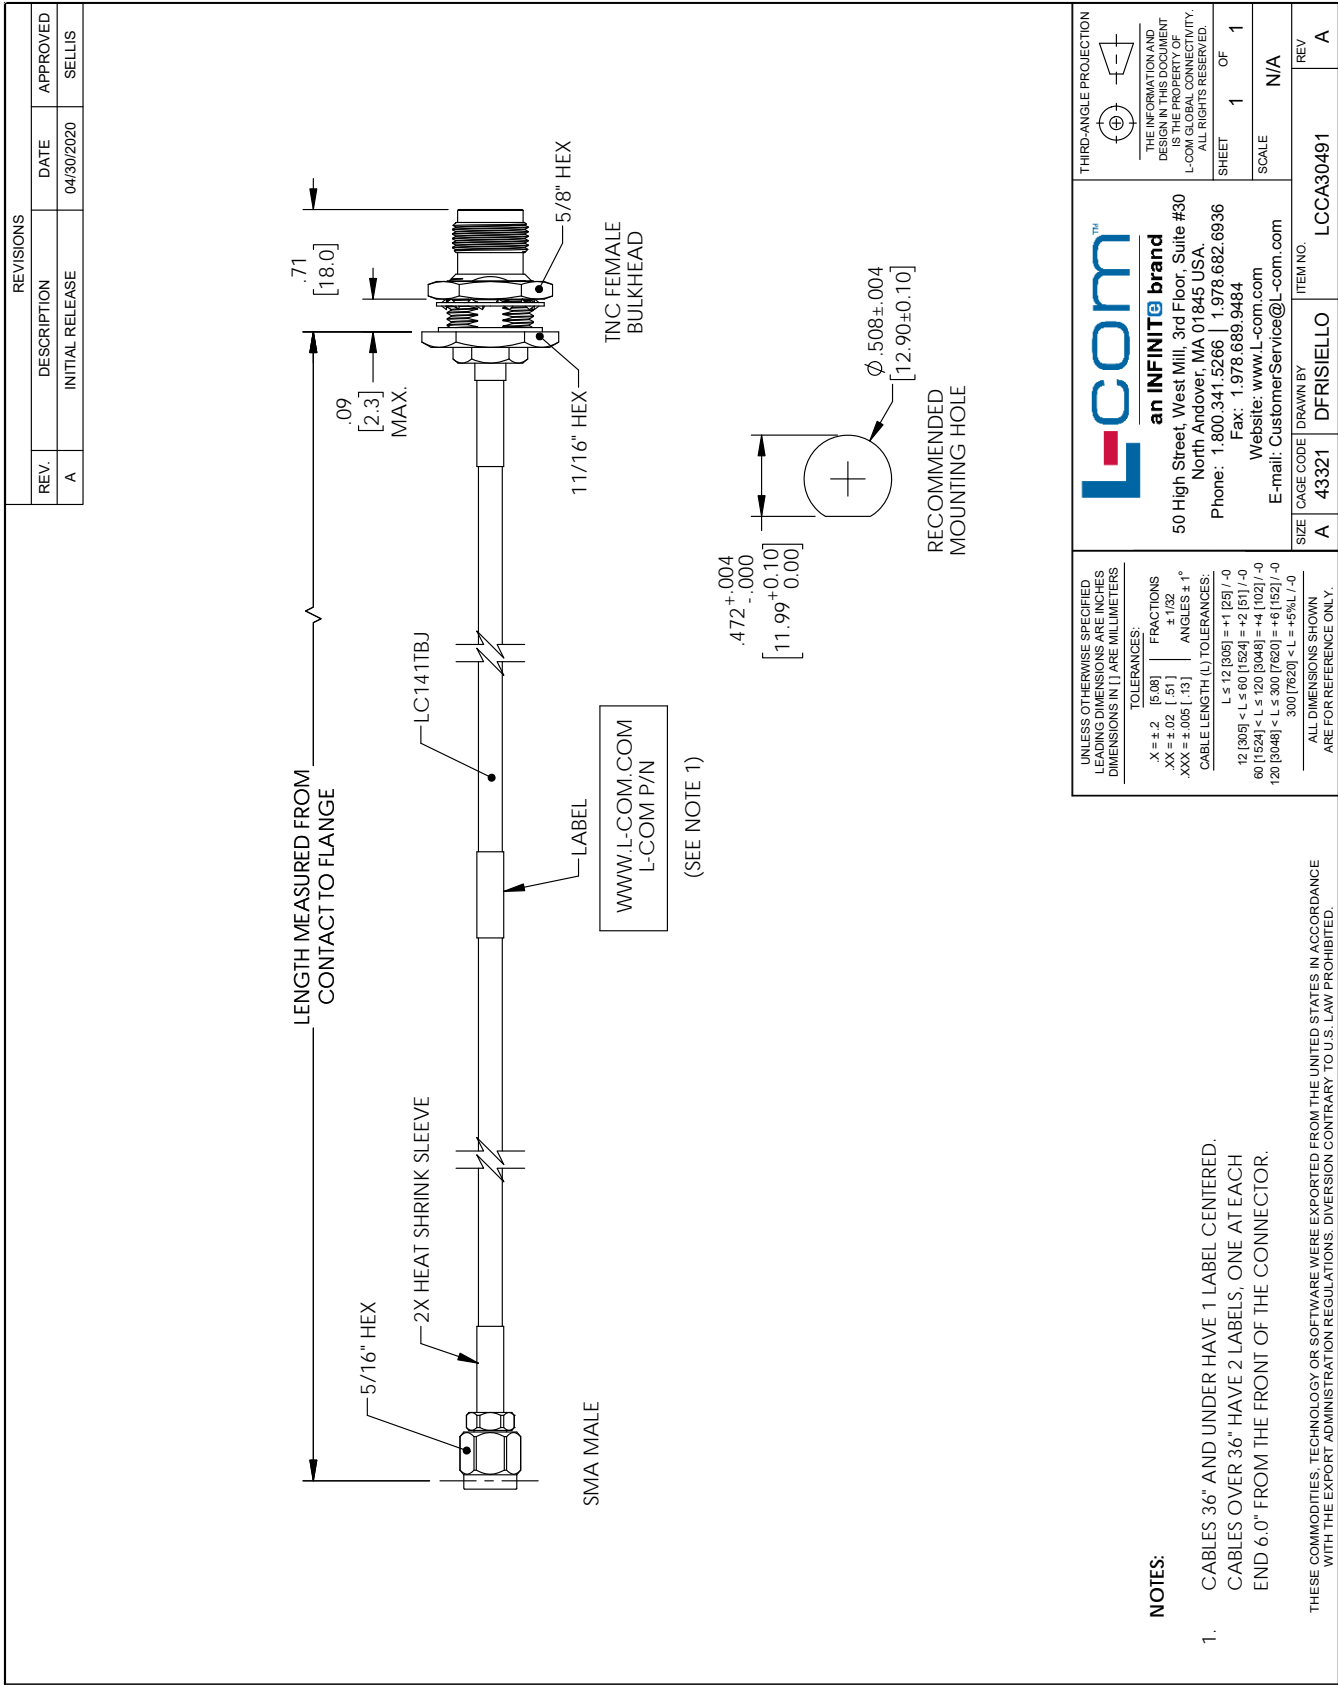 REVISIONS
REV. DESCRIPTION DATE APPROVED
A INITIAL RELEASE 04/30/2020 SELLIS
LENGTH MEASURED FROM
CONTACT TO FLANGE
.71
[18.0]
.09
[2.3]
MAX.
5/16" HEX
2X HEAT SHRINK SLEEVE
LC141TBJ
LABEL
WWW.L-COM.COM
L-COM P/N
(SEE NOTE 1)
SMA MALE
11/16" HEX
5/8" HEX
TNC FEMALE
BULKHEAD
.472 +.004 -.000
[11.99 +0.10 0.00]
Ø.508±.004
[12.90±0.10]
RECOMMENDED
MOUNTING HOLE
NOTES:
1. CABLES 36" AND UNDER HAVE 1 LABEL CENTERED.
CABLES OVER 36" HAVE 2 LABELS, ONE AT EACH
END 6.0" FROM THE FRONT OF THE CONNECTOR.
THESE COMMODITIES, TECHNOLOGY OR SOFTWARE WERE EXPORTED FROM THE UNITED STATES IN ACCORDANCE
WITH THE EXPORT ADMINISTRATION REGULATIONS. DIVERSION CONTRARY TO U.S. LAW PROHIBITED.
UNLESS OTHERWISE SPECIFIED
LEADING DIMENSIONS ARE INCHES
DIMENSIONS IN [ ] ARE MILLIMETERS
TOLERANCES:
.X = ±.2 [5.08] FRACTIONS
.XX = ±.02 [.51] ± 1/32
.XXX = ±.005 [.13] ANGLES ± 1°
CABLE LENGTH (L) TOLERANCES:
L ≤ 12 [305] = +1 [25] / -0
12 [305] < L ≤ 60 [1524] = +2 [51] / -0
60 [1524] < L ≤ 120 [3048] = +4 [102] / -0
120 [3048] < L ≤ 300 [7620] = +6 [152] / -0
300 [7620] < L = +5%L / -0
ALL DIMENSIONS SHOWN
ARE FOR REFERENCE ONLY.
L-com™
an INFINIT@ brand
50 High Street, West Mill, 3rd Floor, Suite #30
North Andover, MA 01845 USA.
Phone: 1.800.341.5266 | 1.978.682.6936
Fax: 1.978.689.9484
Website: www.L-com.com
E-mail: CustomerService@L-com.com
THIRD-ANGLE PROJECTION
THE INFORMATION AND
DESIGN IN THIS DOCUMENT
IS THE PROPERTY OF
L-COM GLOBAL CONNECTIVITY.
ALL RIGHTS RESERVED.
SHEET 1 OF 1
SCALE N/A
SIZE A
CAGE CODE 43321
DRAWN BY DFRISIELLO
ITEM NO. LCCA30491
REV A